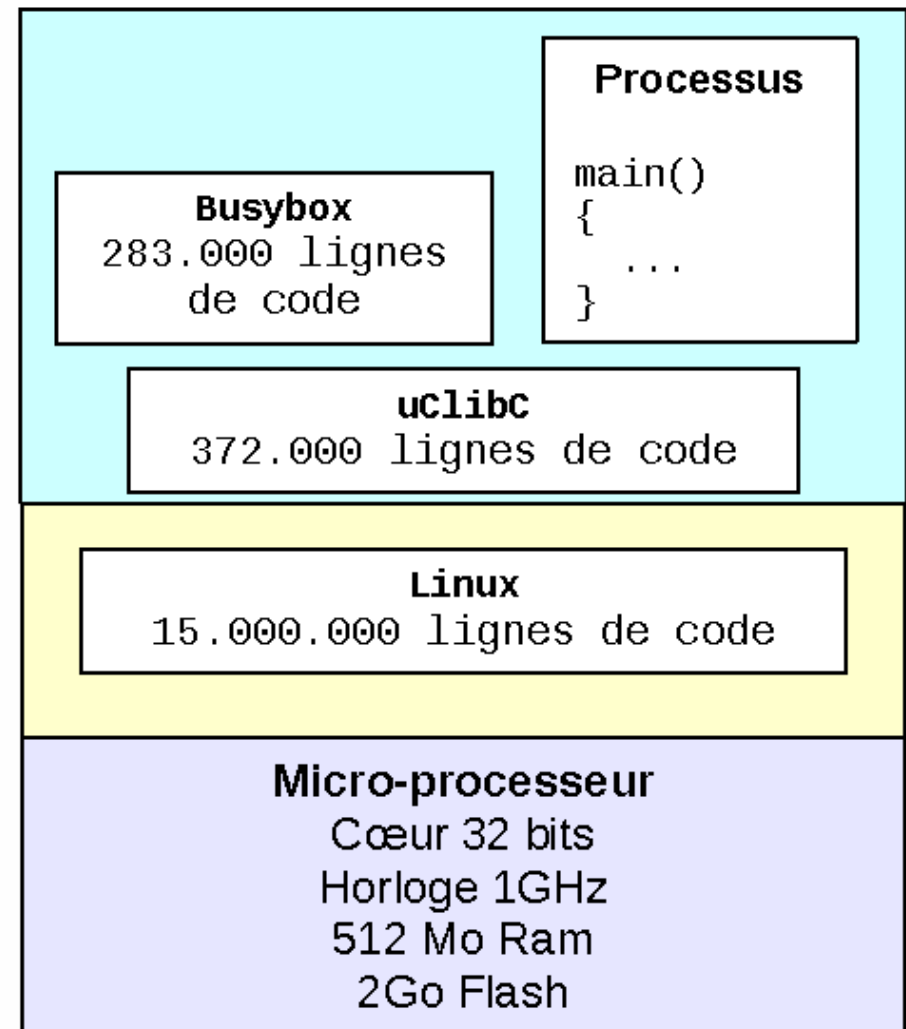 Processus
main()
{
...
}
Busybox
283.000 lignes
de code
uClibC
372.000 lignes de code
Linux
15.000.000 lignes de code
Micro-processeur
Cœur 32 bits
Horloge 1GHz
512 Mo Ram
2Go Flash